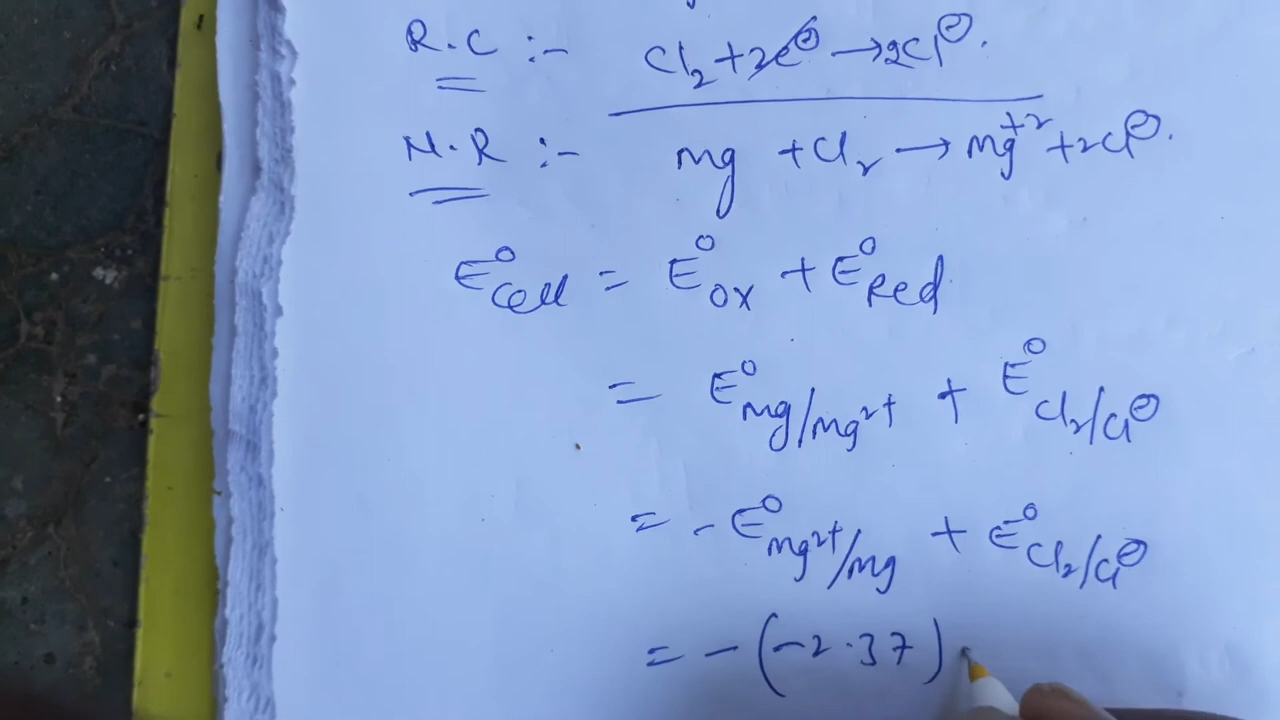 R.C :- Cl₂ + 2e⊖ → 2Cl⊖.
N.R :- mg + Cl₂ → mg⁺² + 2Cl⊖.
E°cell = E°ox + E°Red
= E°mg/mg²⁺ + E°Cl₂/Cl⊖
= - E°mg²⁺/mg + E°Cl₂/Cl⊖
= - (-2.37)